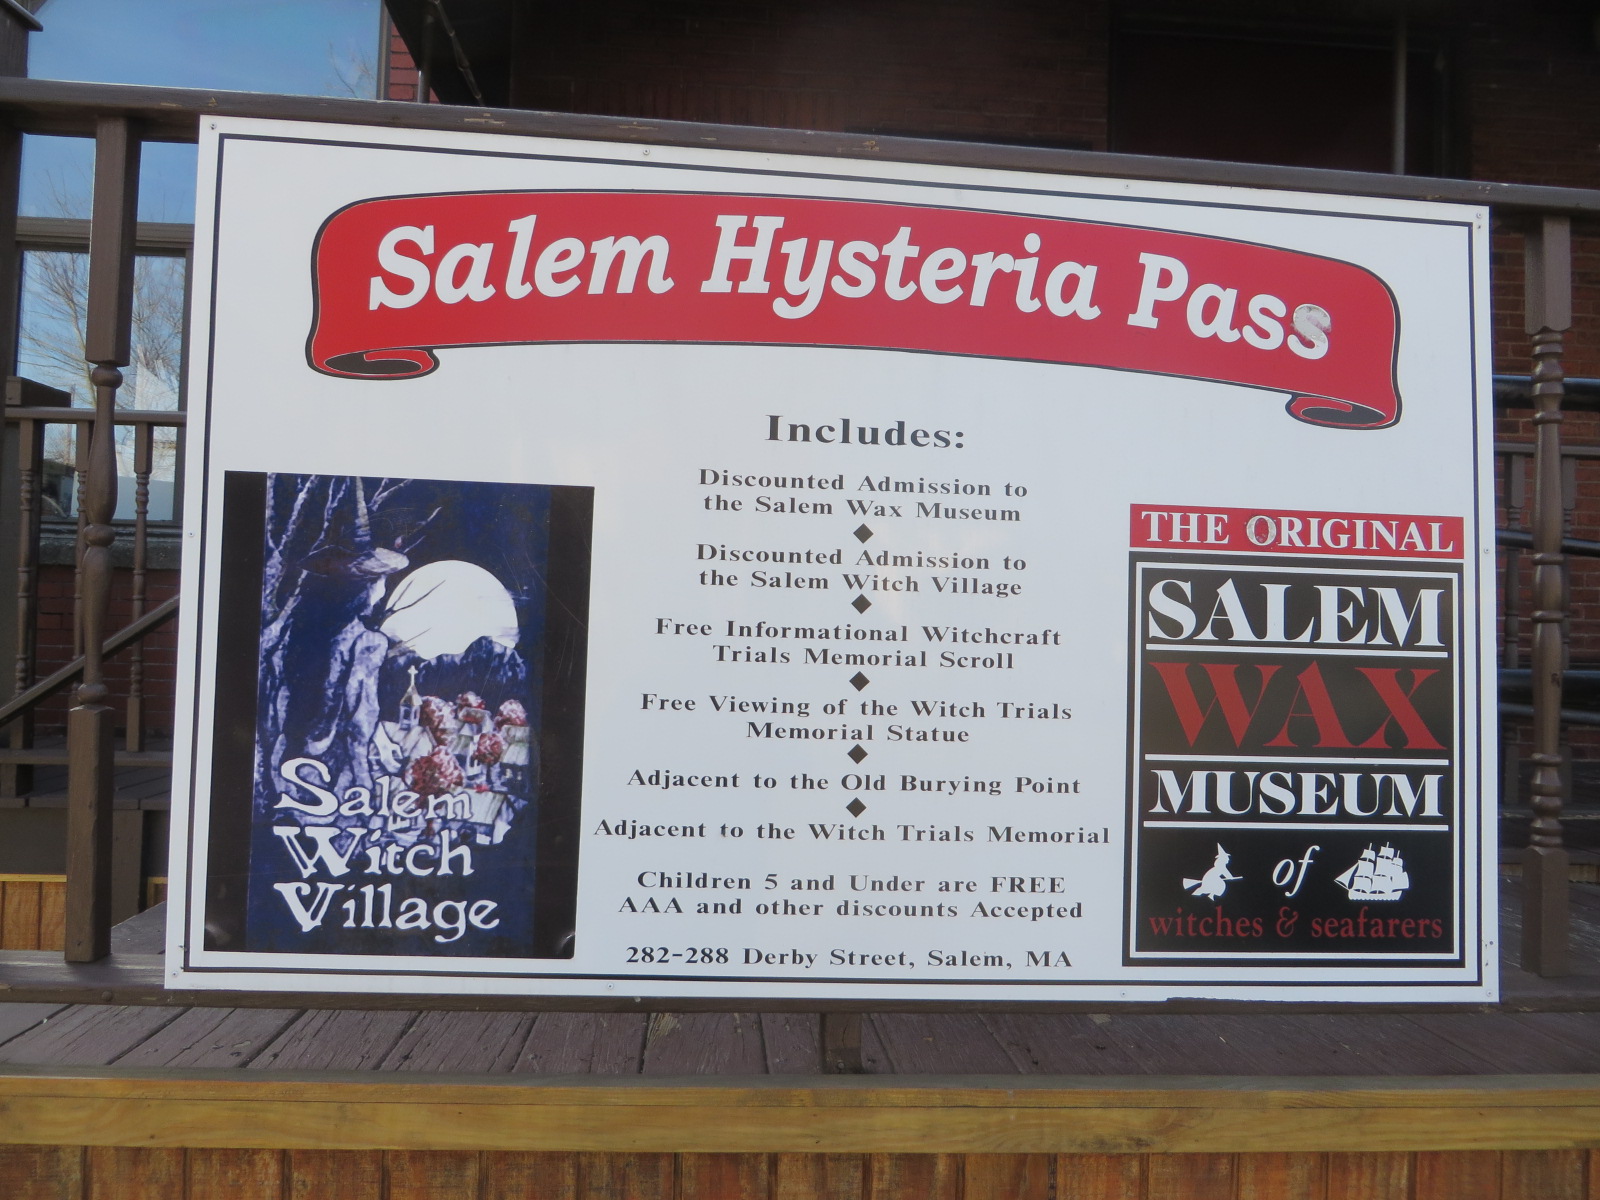 Salem Hysteria Pass
Includes:
Discounted Admission to
the Salem Wax Museum
Discounted Admission to
the Salem Witch Village
Free Informational Witchcraft
Trials Memorial Scroll
Free Viewing of the Witch Trials
Memorial Statue
Adjacent to the Old Burying Point
Adjacent to the Witch Trials Memorial
Children 5 and Under are FREE
AAA and other discounts Accepted
282-288 Derby Street, Salem, MA
Salem
Witch
Village
THE ORIGINAL
SALEM
WAX
MUSEUM
of
witches & seafarers